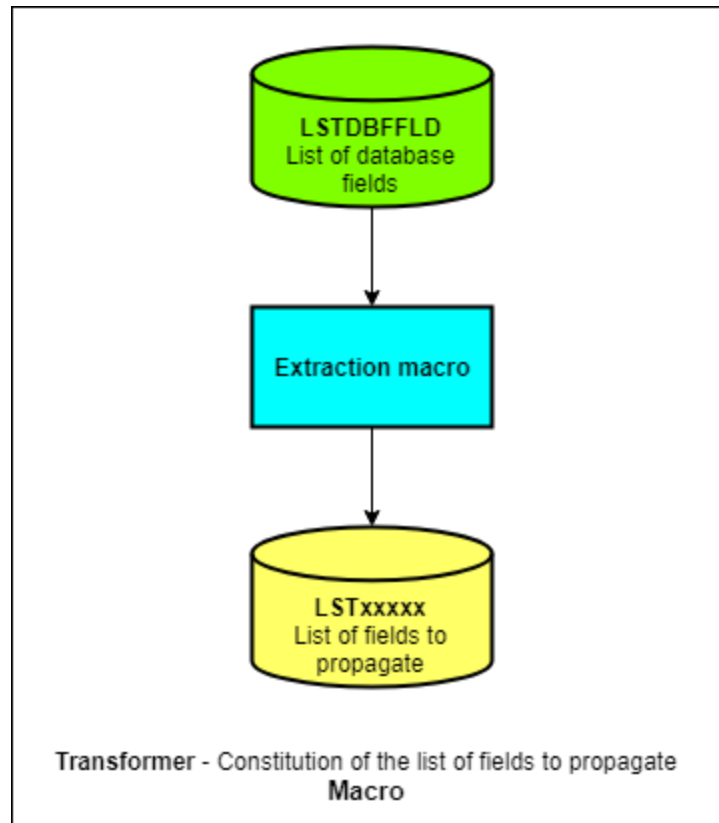 LSTDBFFLD
List of database
fields
Extraction macro
LSTxxxxx
List of fields to
propagate
Transformer - Constitution of the list of fields to propagate
Macro